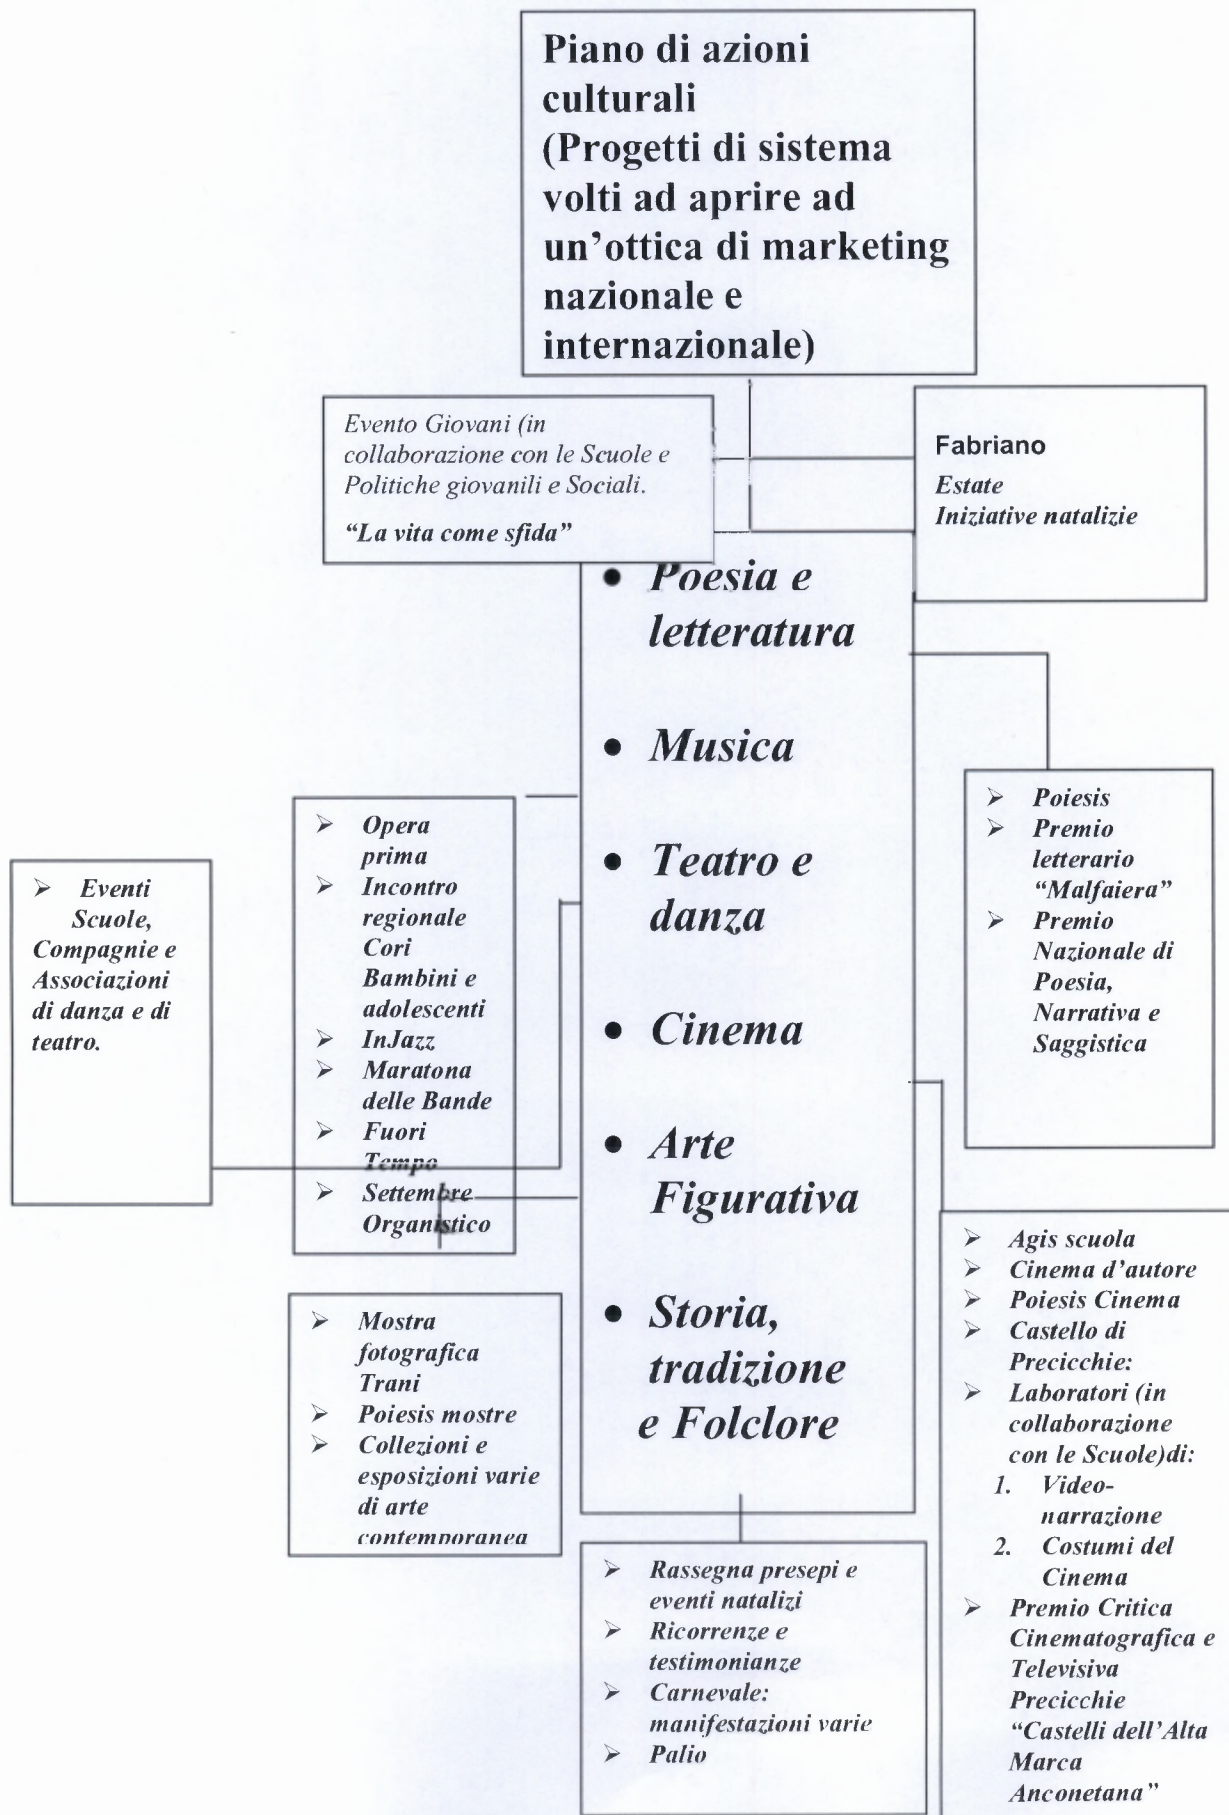 Piano di azioni
culturali
(Progetti di sistema
volti ad aprire ad
un’ottica di marketing
nazionale e
internazionale)
Evento Giovani (in
collaborazione con le Scuole e
Politiche giovanili e Sociali.
“La vita come sfida”
Fabriano
Estate
Iniziative natalizie
• Poesia e
letteratura
• Musica
• Teatro e
danza
• Cinema
• Arte
Figurativa
• Storia,
tradizione
e Folclore
➢ Poiesis
➢ Premio
letterario
“Malfaiera”
➢ Premio
Nazionale di
Poesia,
Narrativa e
Saggistica
➢ Opera
prima
➢ Incontro
regionale
Cori
Bambini e
adolescenti
➢ InJazz
➢ Maratona
delle Bande
➢ Fuori
Tempo
➢ Settembre
Organistico
➢ Eventi
Scuole,
Compagnie e
Associazioni
di danza e di
teatro.
➢ Mostra
fotografica
Trani
➢ Poiesis mostre
➢ Collezioni e
esposizioni varie
di arte
contemporanea
➢ Rassegna presepi e
eventi natalizi
➢ Ricorrenze e
testimonianze
➢ Carnevale:
manifestazioni varie
➢ Palio
➢ Agis scuola
➢ Cinema d’autore
➢ Poiesis Cinema
➢ Castello di
Precicchie:
➢ Laboratori (in
collaborazione
con le Scuole)di:
1. Video-
narrazione
2. Costumi del
Cinema
➢ Premio Critica
Cinematografica e
Televisiva
Precicchie
“Castelli dell’Alta
Marca
Anconetana”